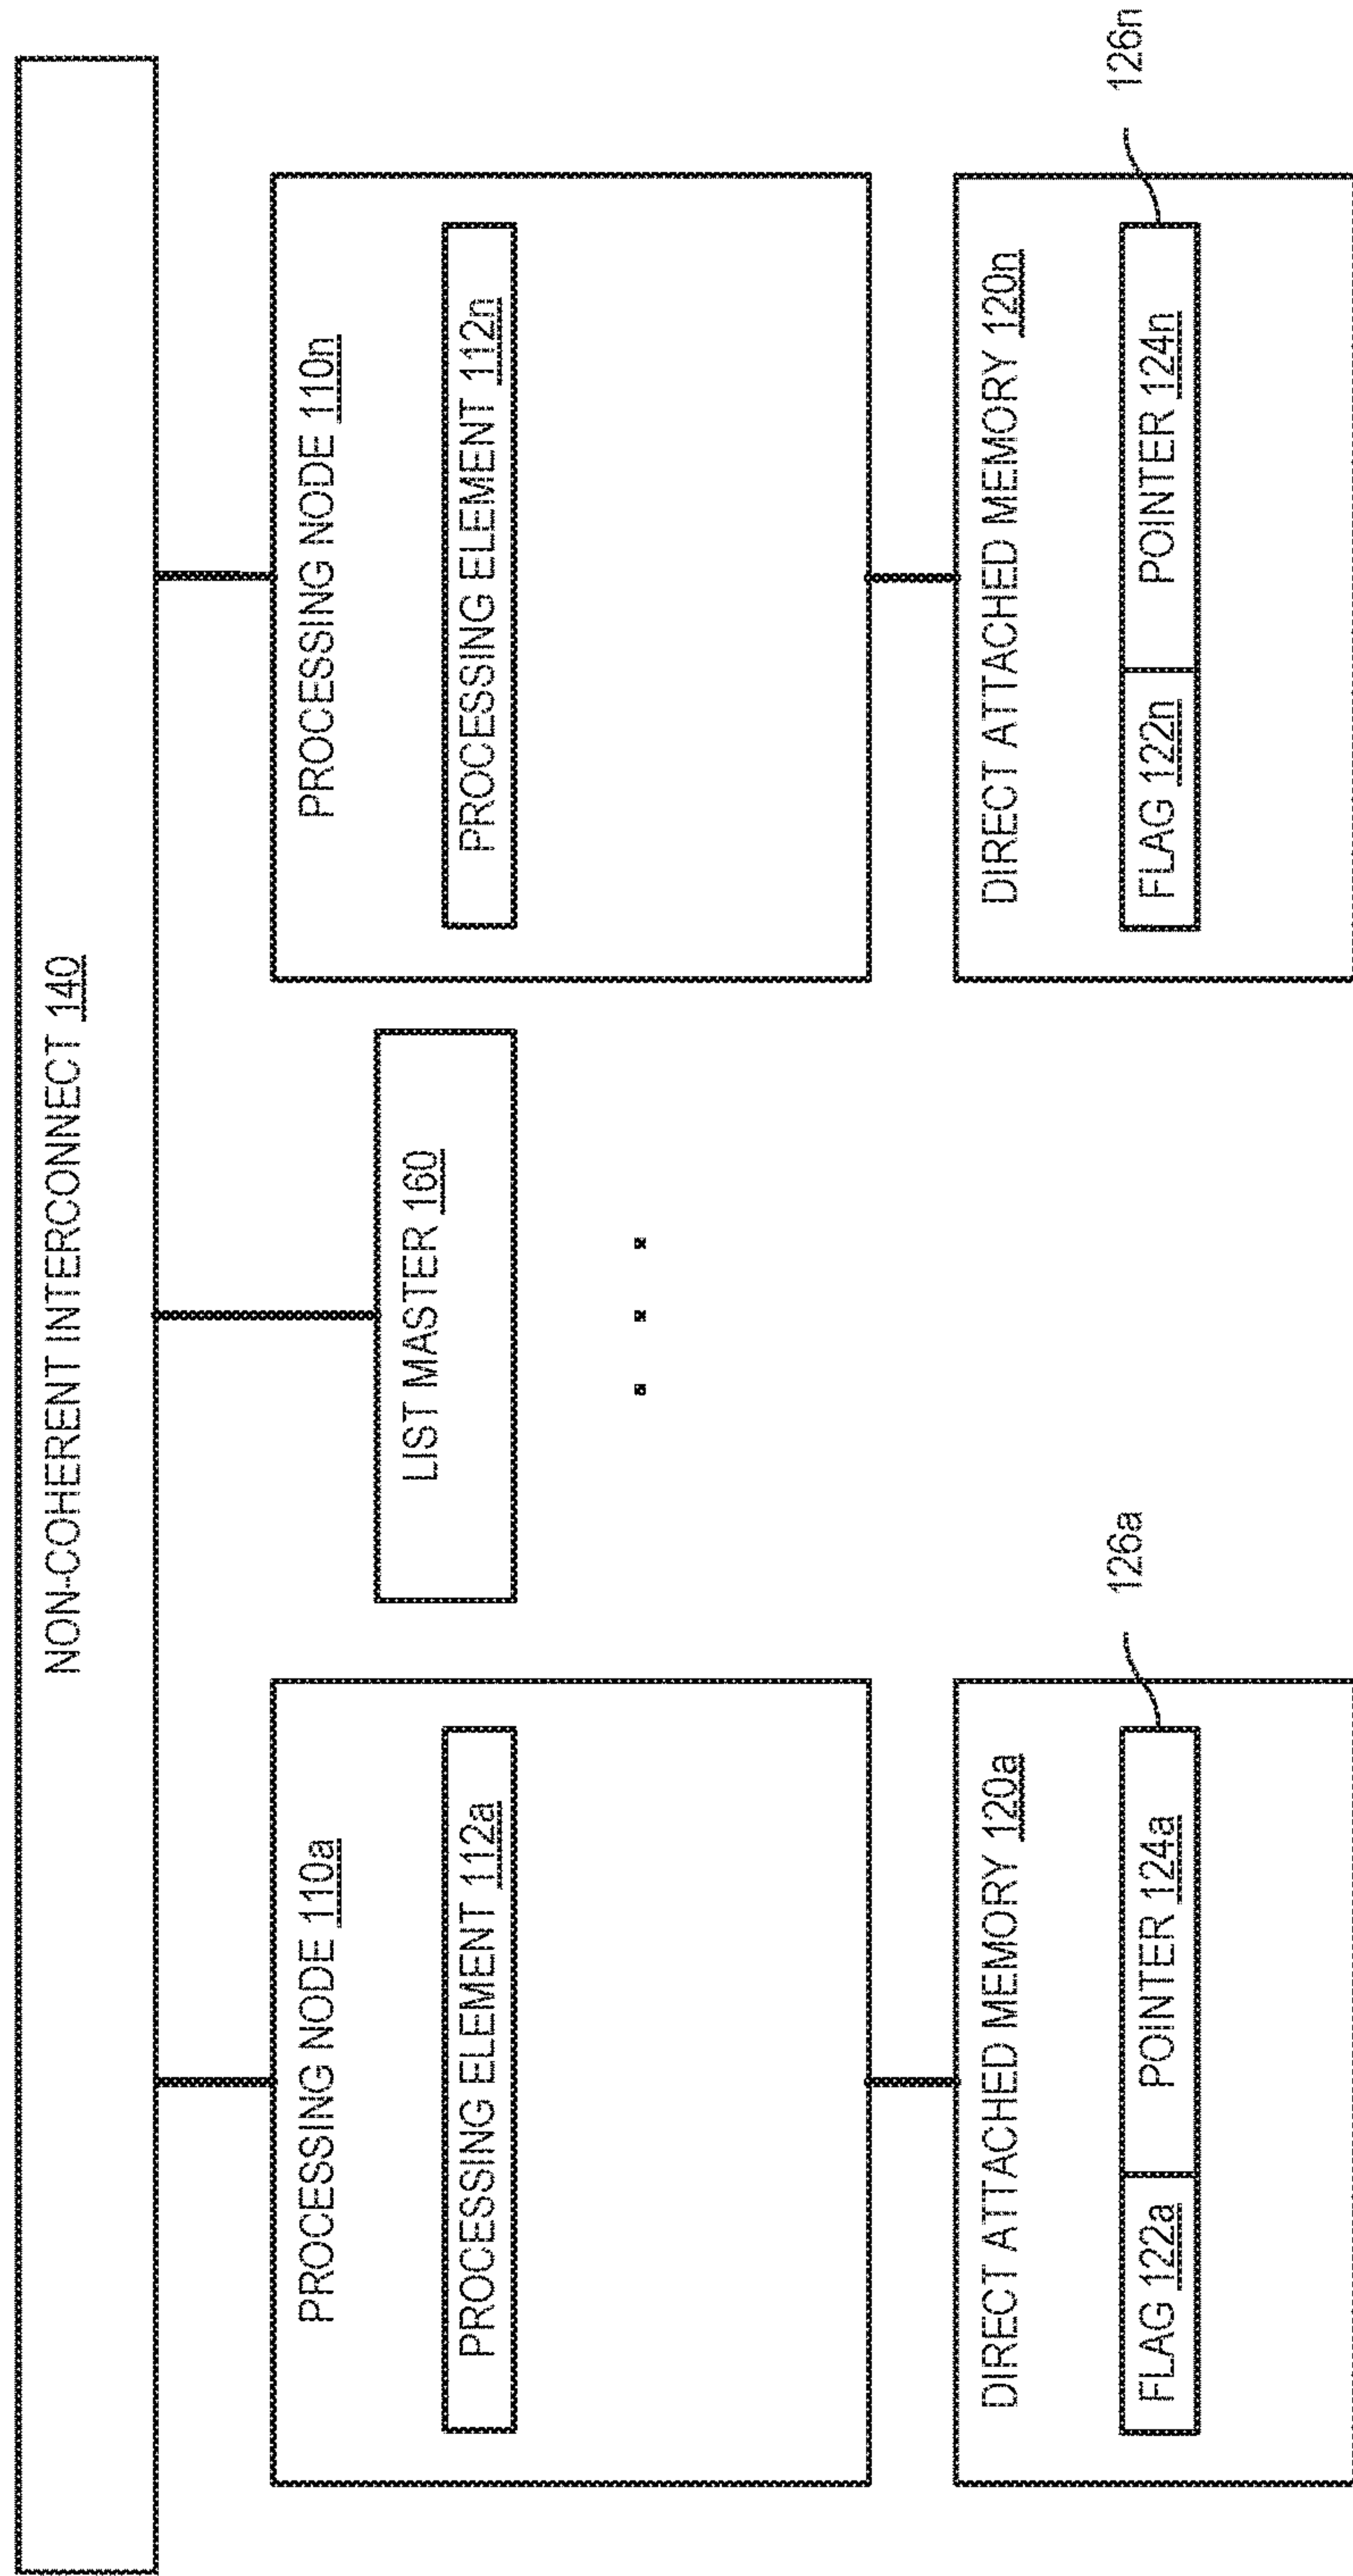 NON-COHERENT INTERCONNECT 140
PROCESSING NODE 110a
PROCESSING ELEMENT 112a
LIST MASTER 160
. . .
PROCESSING NODE 110n
PROCESSING ELEMENT 112n
DIRECT ATTACHED MEMORY 120a
FLAG 122a
POINTER 124a
126a
DIRECT ATTACHED MEMORY 120n
FLAG 122n
POINTER 124n
126n